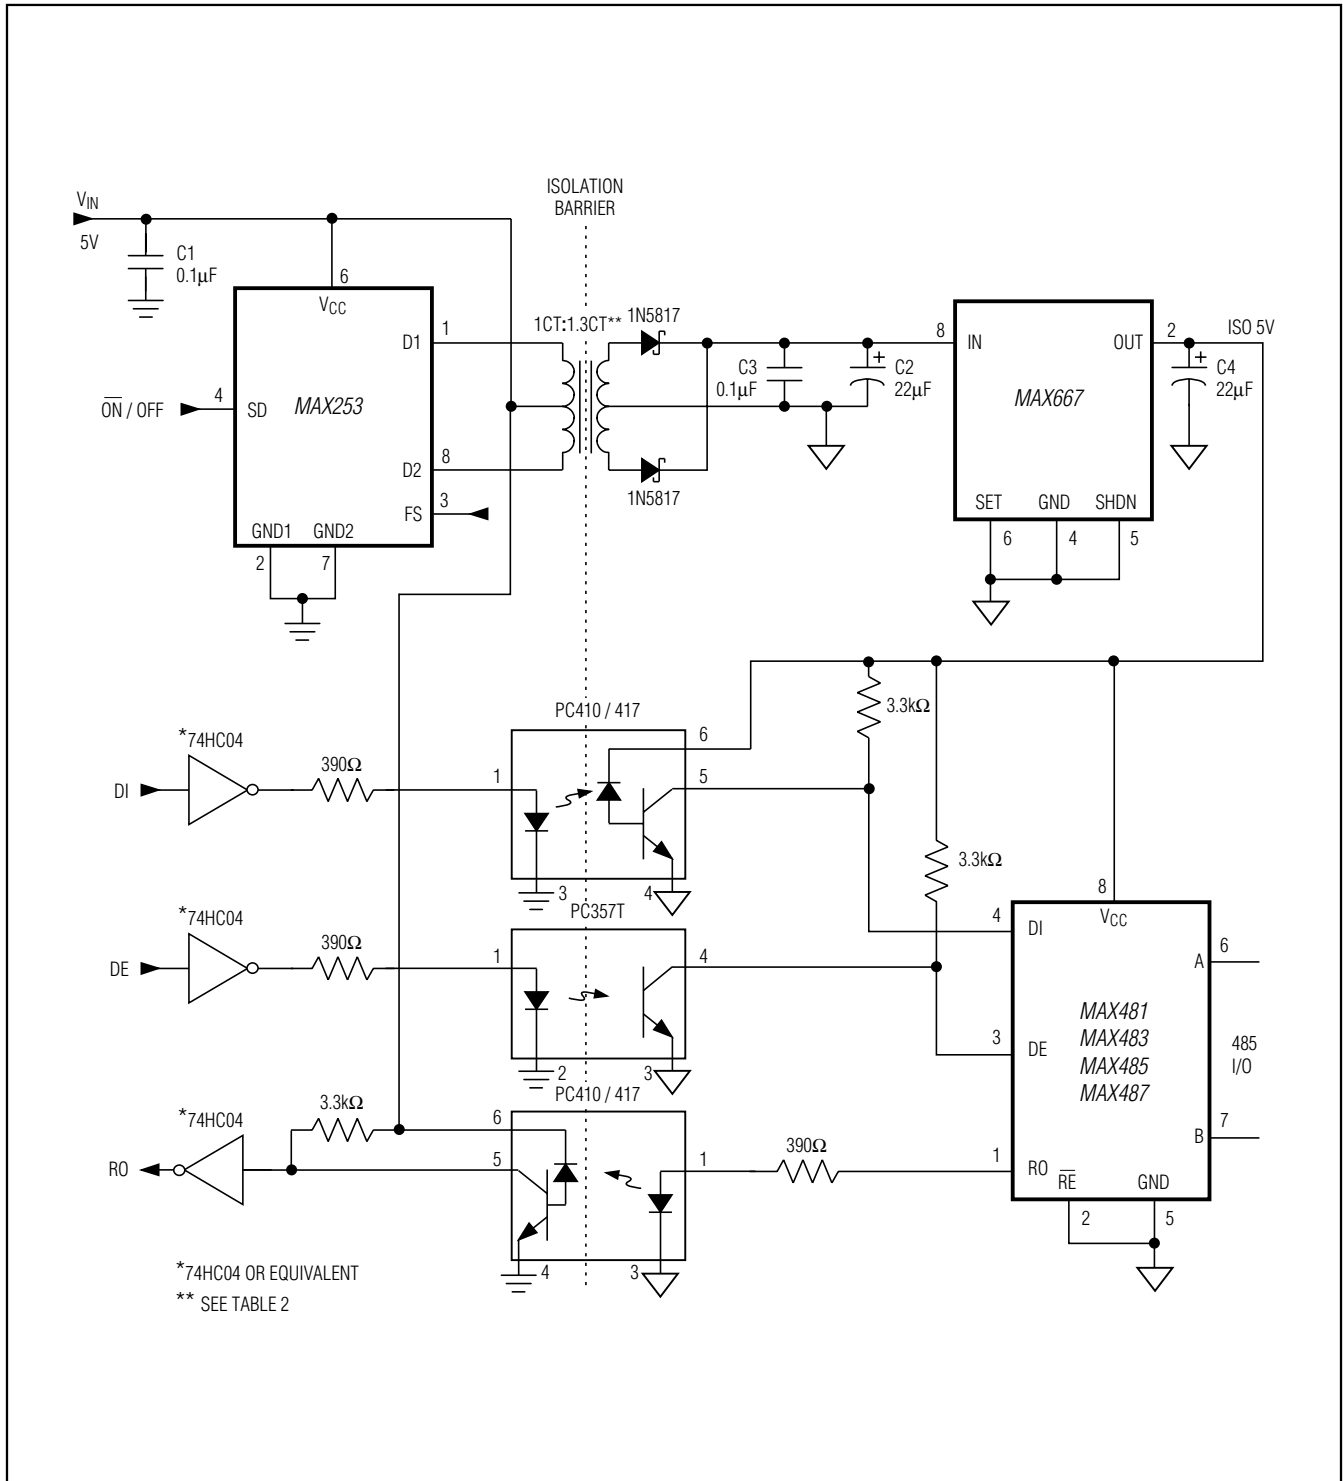 VIN
5V
C1
0.1µF
ISOLATION
BARRIER
6
VCC
D1
1
1CT:1.3CT**
1N5817
4
SD
ON / OFF
MAX253
D2
8
FS
3
GND1
GND2
2
7
1N5817
C3
0.1µF
+
C2
22µF
8
IN
OUT
2
ISO 5V
MAX667
+
C4
22µF
SET
GND
SHDN
6
4
5
3.3kΩ
3.3kΩ
*74HC04
DI
390Ω
PC410 / 417
1
6
5
3
4
*74HC04
DE
390Ω
PC357T
1
4
2
3
*74HC04
RO
3.3kΩ
PC410 / 417
6
5
1
4
3
390Ω
8
VCC
4
DI
3
DE
1
RO
RE
GND
2
5
MAX481
MAX483
MAX485
MAX487
A
6
485
I/O
B
7
*74HC04 OR EQUIVALENT
** SEE TABLE 2